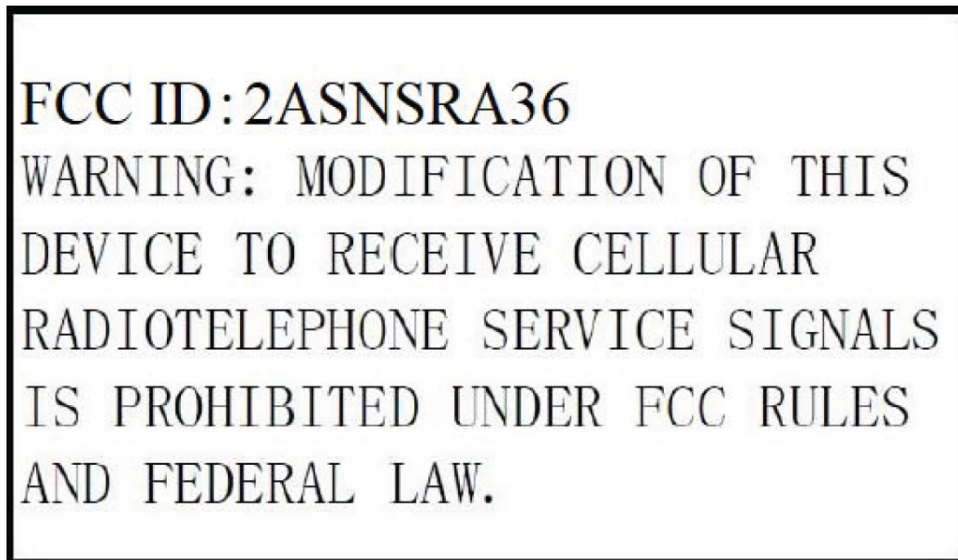 FCC ID:2ASNSRA36
WARNING: MODIFICATION OF THIS
DEVICE TO RECEIVE CELLULAR
RADIOTELEPHONE SERVICE SIGNALS
IS PROHIBITED UNDER FCC RULES
AND FEDERAL LAW.